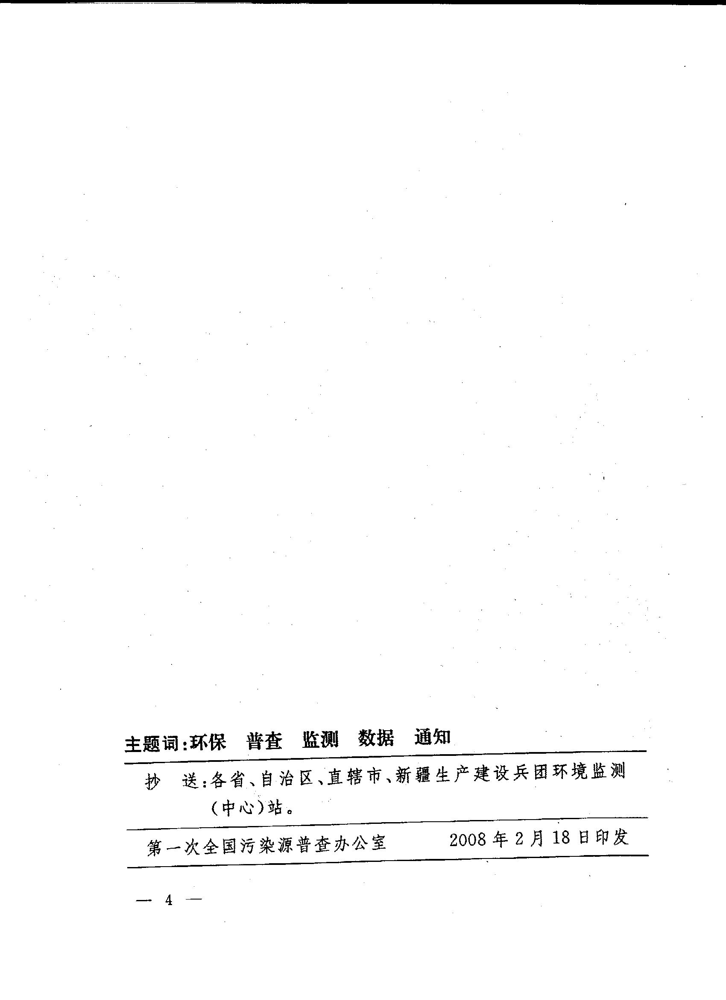 主题词:环保　普查　监测　数据　通知
抄　送:各省、自治区、直辖市、新疆生产建设兵团环境监测
(中心)站。
第一次全国污染源普查办公室　2008年2月18日印发
— 4 —